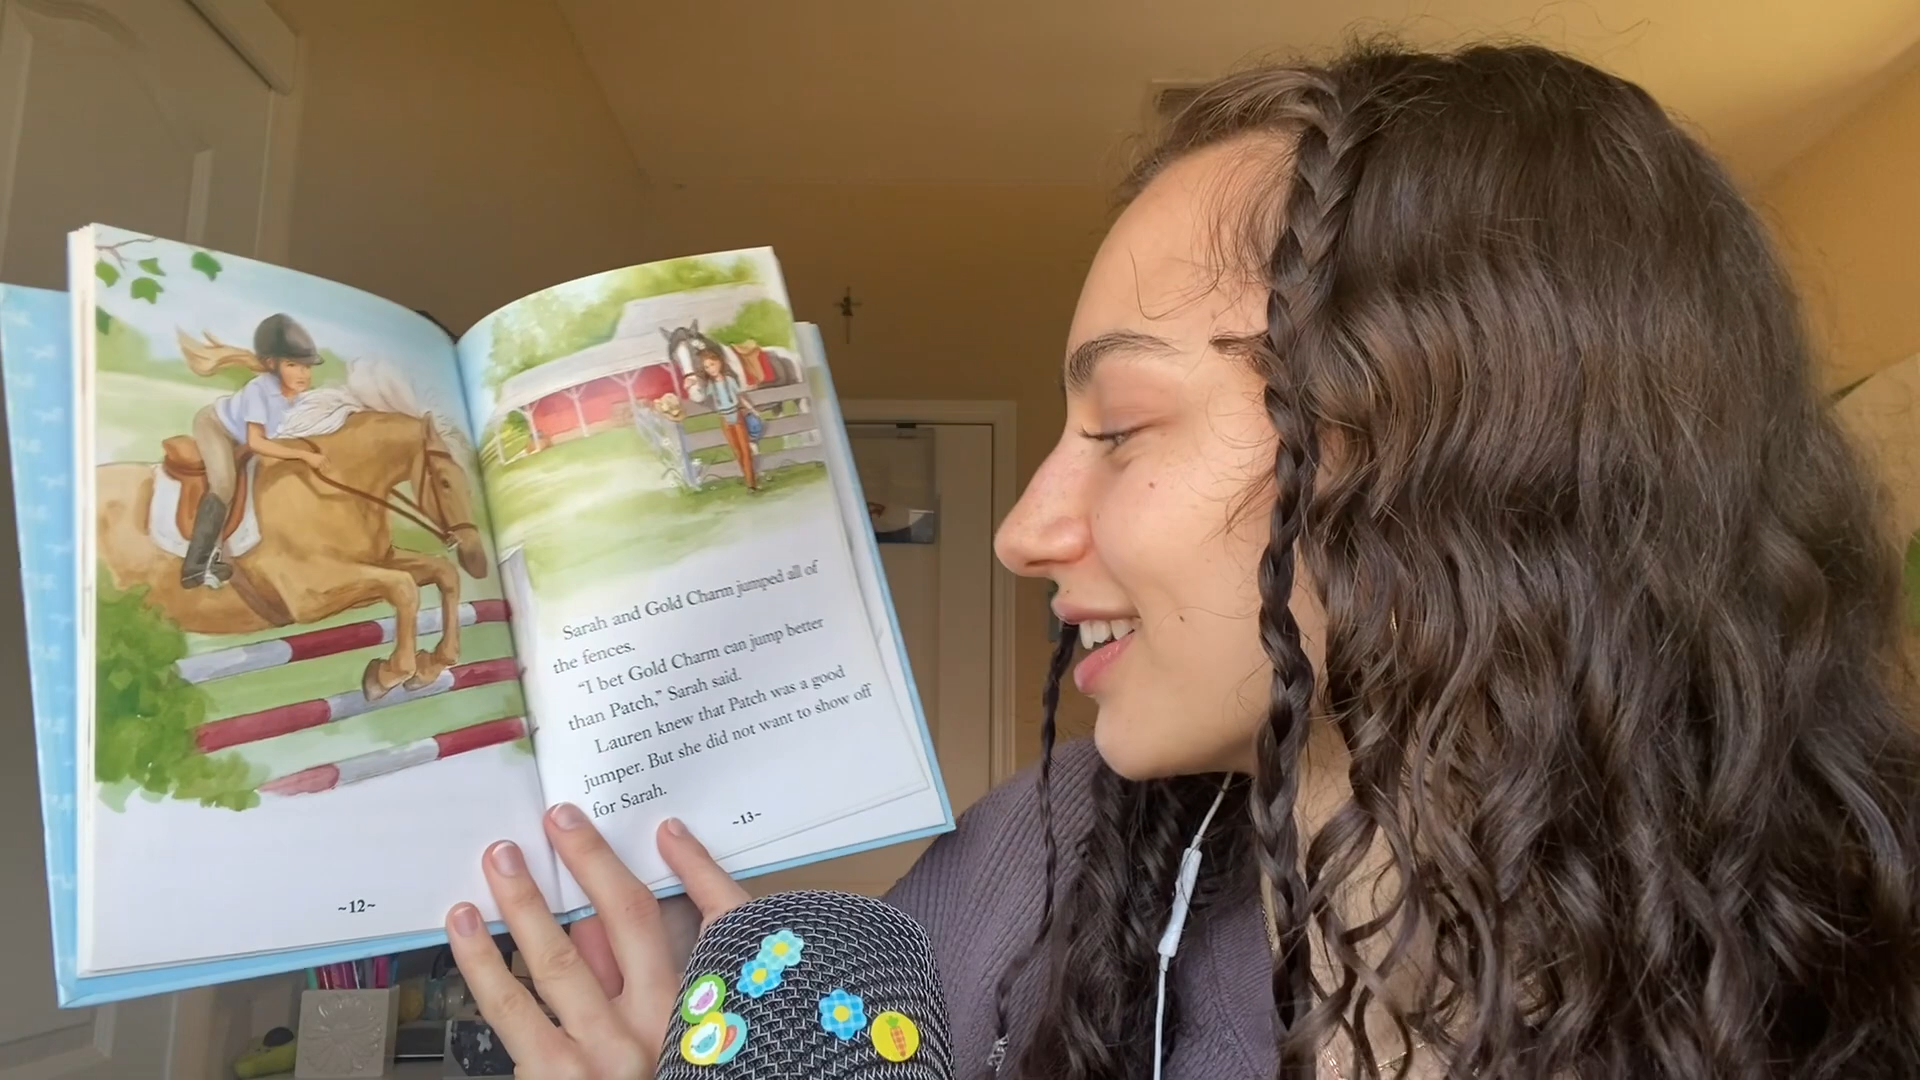 ~12~
Sarah and Gold Charm jumped all of
the fences.
“I bet Gold Charm can jump better
than Patch,” Sarah said.
Lauren knew that Patch was a good
jumper. But she did not want to show off
for Sarah.
~13~